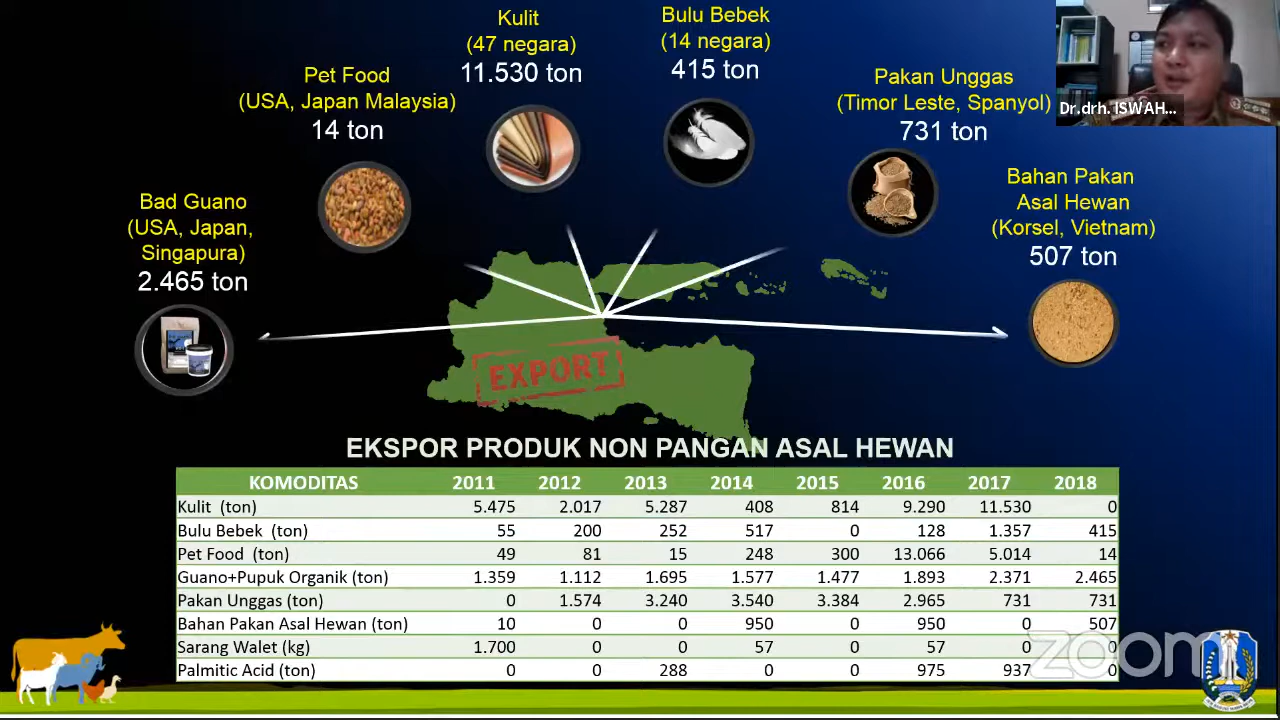 Kulit
(47 negara)
11.530 ton
Bulu Bebek
(14 negara)
415 ton
Pet Food
(USA, Japan Malaysia)
14 ton
Pakan Unggas
(Timor Leste, Spanyol)
731 ton
Dr.drh. ISWAH...
Bad Guano
(USA, Japan,
Singapura)
2.465 ton
Bahan Pakan
Asal Hewan
(Korsel, Vietnam)
507 ton
EXPORT
EKSPOR PRODUK NON PANGAN ASAL HEWAN
KOMODITAS 2011 2012 2013 2014 2015 2016 2017 2018
Kulit (ton) 5.475 2.017 5.287 408 814 9.290 11.530 0
Bulu Bebek (ton) 55 200 252 517 0 128 1.357 415
Pet Food (ton) 49 81 15 248 300 13.066 5.014 14
Guano+Pupuk Organik (ton) 1.359 1.112 1.695 1.577 1.477 1.893 2.371 2.465
Pakan Unggas (ton) 0 1.574 3.240 3.540 3.384 2.965 731 731
Bahan Pakan Asal Hewan (ton) 10 0 0 950 0 950 0 507
Sarang Walet (kg) 1.700 0 0 57 0 57 0 0
Palmitic Acid (ton) 0 0 288 0 0 975 937 0
zoom